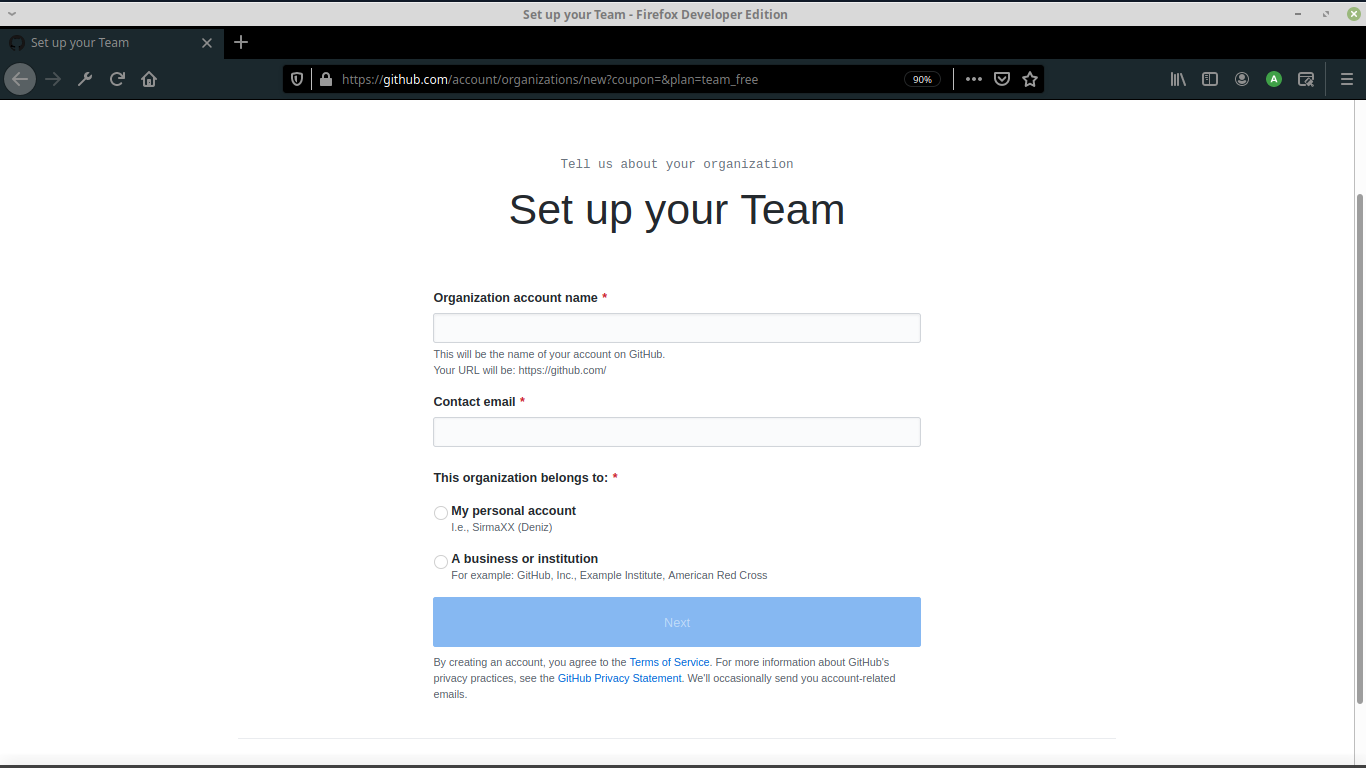 Set up your Team - Firefox Developer Edition
Set up your Team
https://github.com/account/organizations/new?coupon=&plan=team_free
90%
A
Tell us about your organization
Set up your Team
Organization account name *
This will be the name of your account on GitHub.
Your URL will be: https://github.com/
Contact email *
This organization belongs to: *
My personal account
I.e., SirmaXX (Deniz)
A business or institution
For example: GitHub, Inc., Example Institute, American Red Cross
Next
By creating an account, you agree to the Terms of Service. For more information about GitHub's
privacy practices, see the GitHub Privacy Statement. We'll occasionally send you account-related
emails.